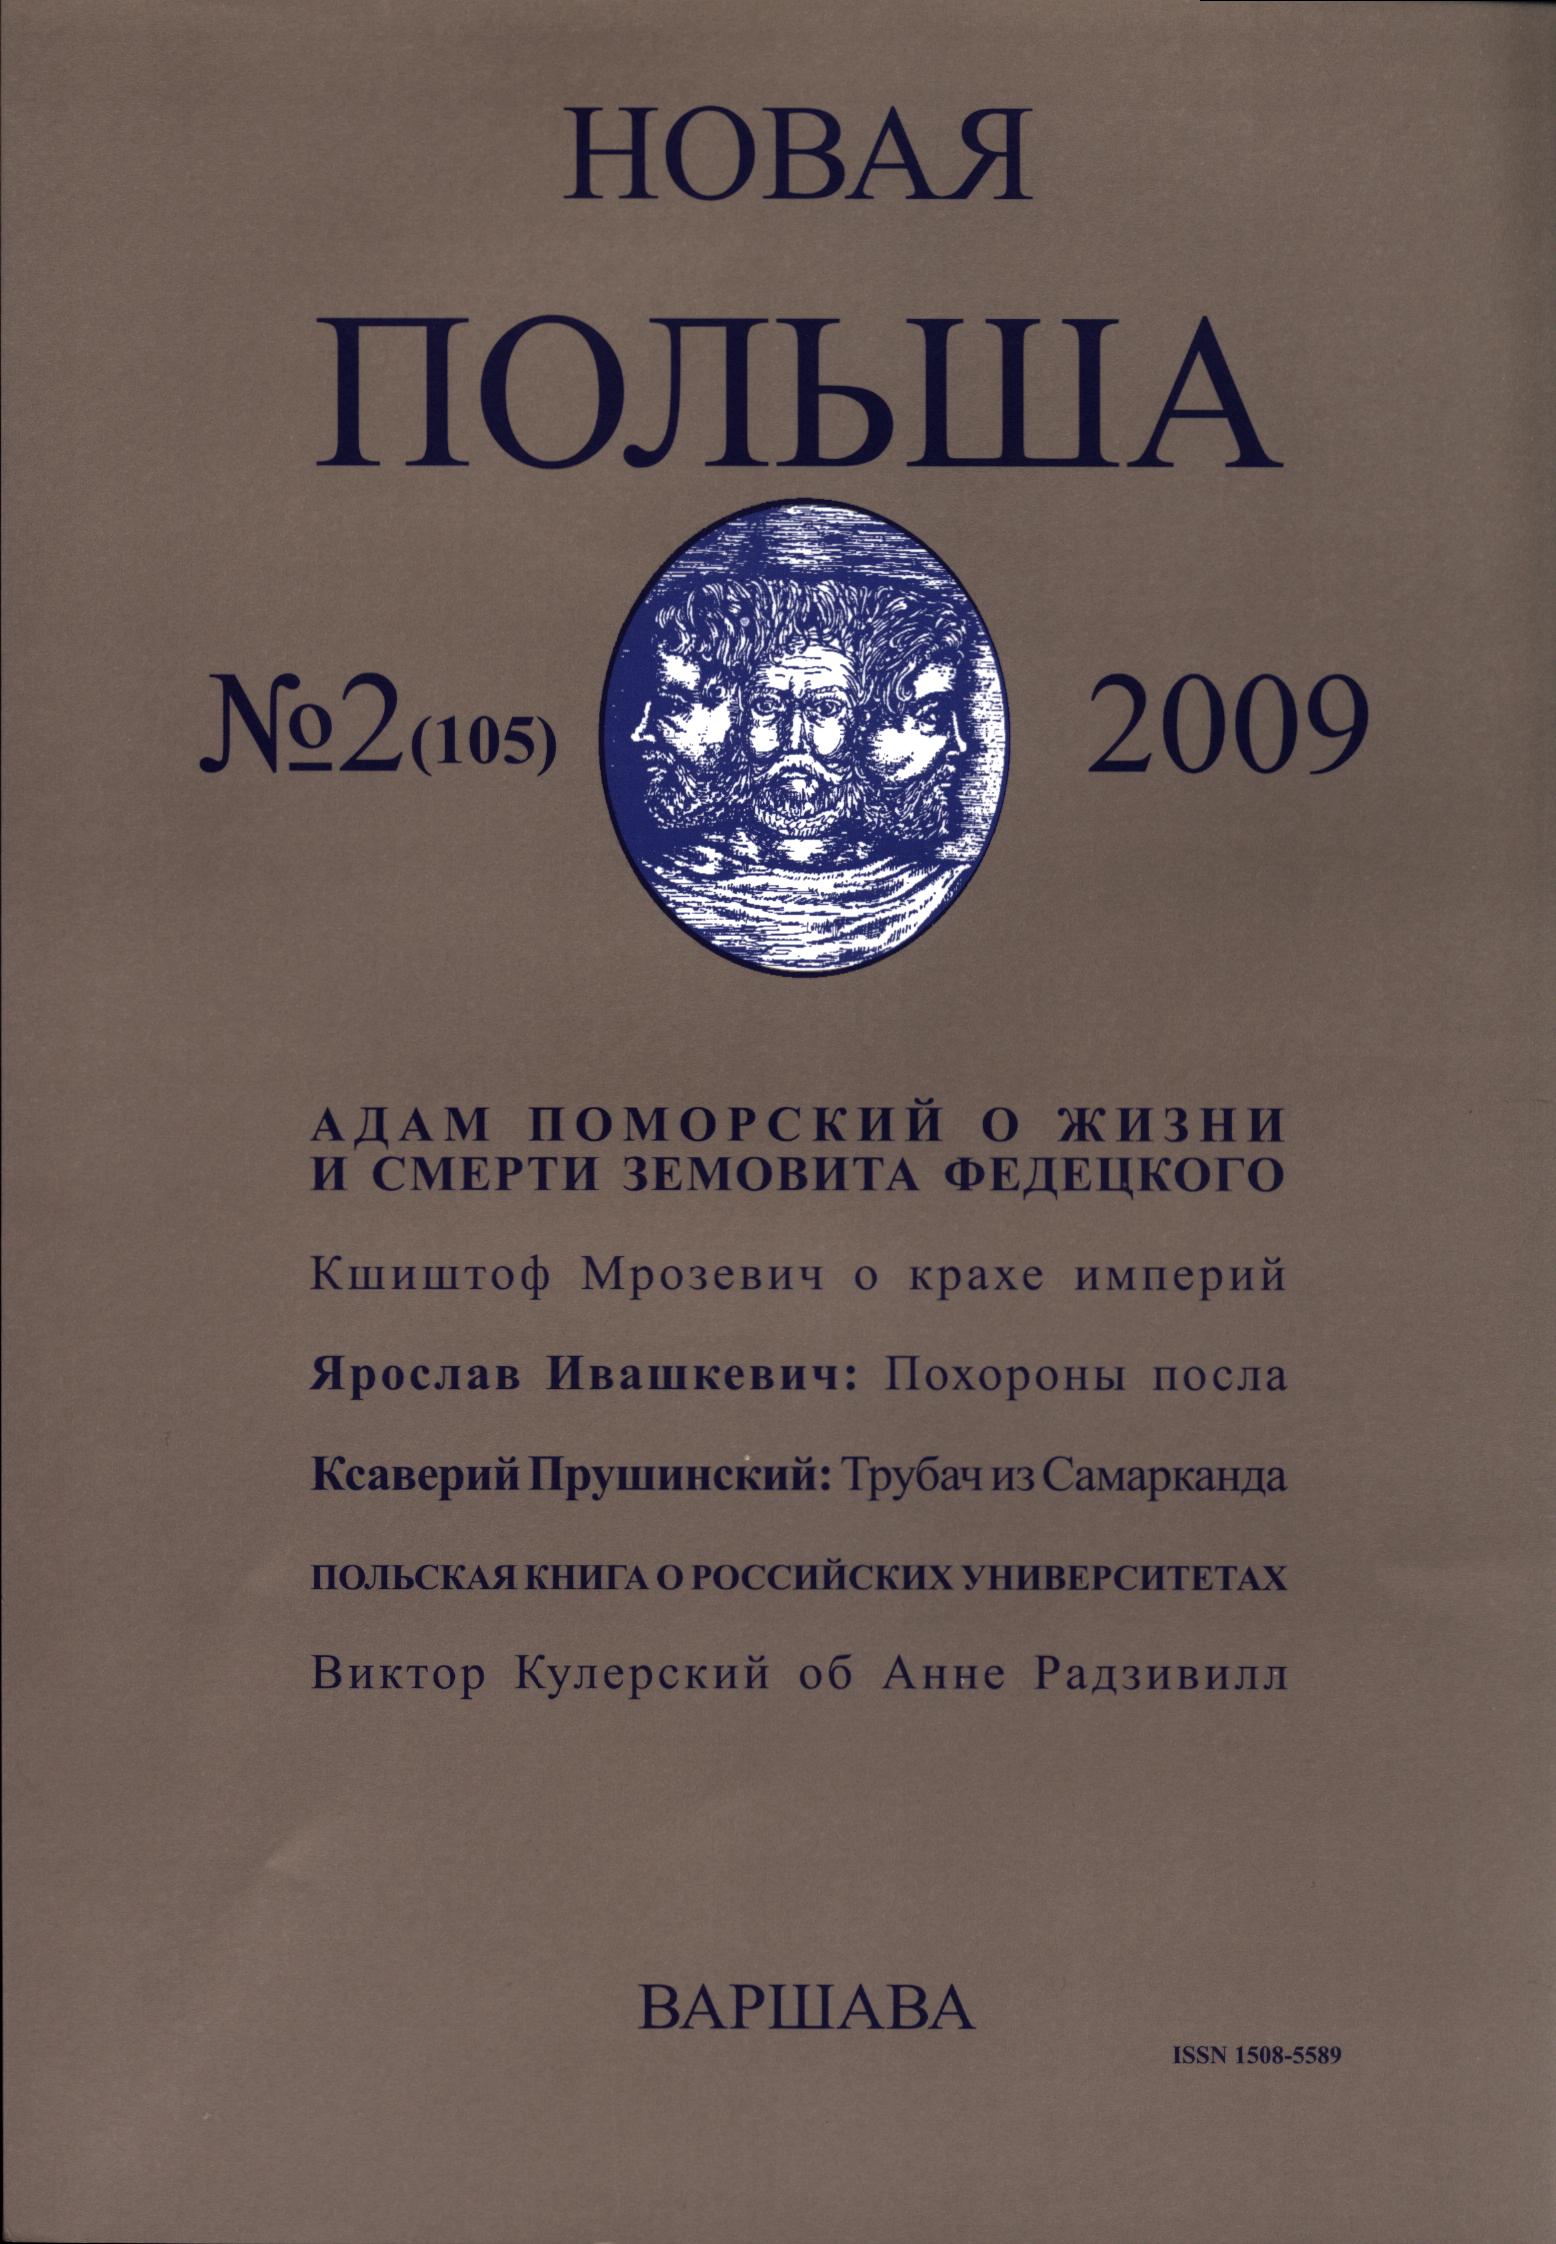 НОВАЯ
ПОЛЬША
№2(105)
2009
АДАМ ПОМОРСКИЙ О ЖИЗНИ
И СМЕРТИ ЗЕМОВИТА ФЕДЕЦКОГО
Кшиштоф Мрозевич о крахе империй
Ярослав Ивашкевич: Похороны посла
Ксаверий Прушинский: Трубач из Самарканда
ПОЛЬСКАЯ КНИГА О РОССИЙСКИХ УНИВЕРСИТЕТАХ
Виктор Кулерский об Анне Радзивилл
ВАРШАВА
ISSN 1508-5589